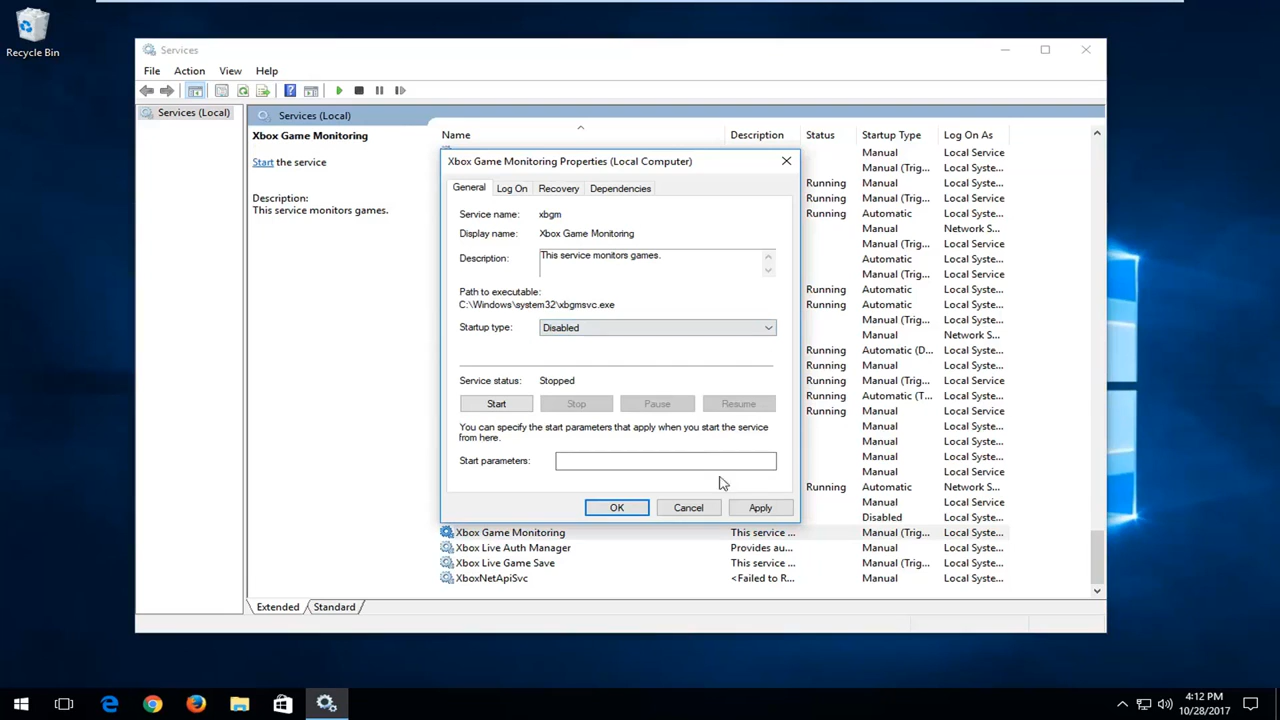 Recycle Bin
Services
File Action View Help
Services (Local)
Services (Local)
Xbox Game Monitoring
Start the service
Description:
This service monitors games.
Name Description Status Startup Type Log On As
Manual Local Service
Manual (Trig... Local Syste...
Running Manual Local Syste...
Running Manual (Trig... Local Service
Running Automatic Local Syste...
Manual Network S...
Manual (Trig... Local Syste...
Manual (Trig... Local Service
Manual Local Syste...
Running Automatic Local Syste...
Running Automatic Local Service
Manual (Trig... Local Syste...
Manual Network S...
Running Automatic (D... Local Syste...
Running Manual Local Syste...
Running Manual (Trig... Local Service
Running Automatic (T... Local Syste...
Running Manual Local Service
Manual Local Syste...
Manual Local Syste...
Manual Local Syste...
Manual Local Syste...
Running Automatic Network S...
Manual Local Service
Disabled Local Syste...
Xbox Game Monitoring This service ... Manual (Trig... Local Syste...
Xbox Live Auth Manager Provides au... Manual Local Syste...
Xbox Live Game Save This service ... Manual (Trig... Local Syste...
XboxNetApiSvc <Failed to R... Manual Local Syste...
Extended Standard
Xbox Game Monitoring Properties (Local Computer)
General Log On Recovery Dependencies
Service name: xbgm
Display name: Xbox Game Monitoring
Description: This service monitors games.
Path to executable:
C:\Windows\system32\xbgmsvc.exe
Startup type: Disabled
Service status: Stopped
Start Stop Pause Resume
You can specify the start parameters that apply when you start the service
from here.
Start parameters:
OK Cancel Apply
4:12 PM
10/28/2017